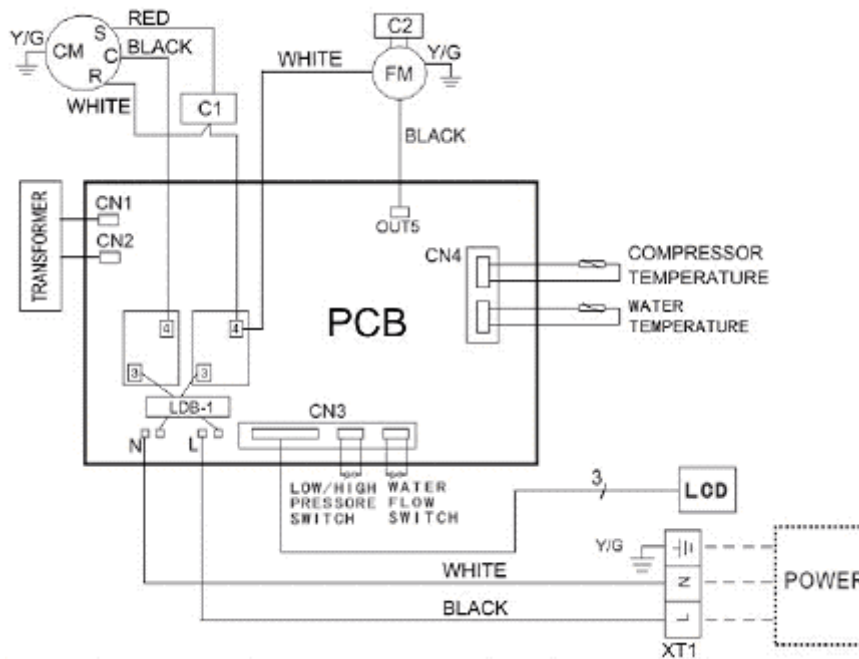 RED
C2
Y/G
S
CM
C
BLACK
R
WHITE
C1
WHITE
FM
Y/G
BLACK
TRANSFORMER
CN1
CN2
OUT5
CN4
COMPRESSOR
TEMPERATURE
WATER
TEMPERATURE
4
4
PCB
3
3
LDB-1
CN3
N
L
LOW/HIGH
PRESSORE
SWITCH
WATER
FLOW
SWITCH
3
LCD
Y/G
WHITE
N
POWER
BLACK
L
XT1